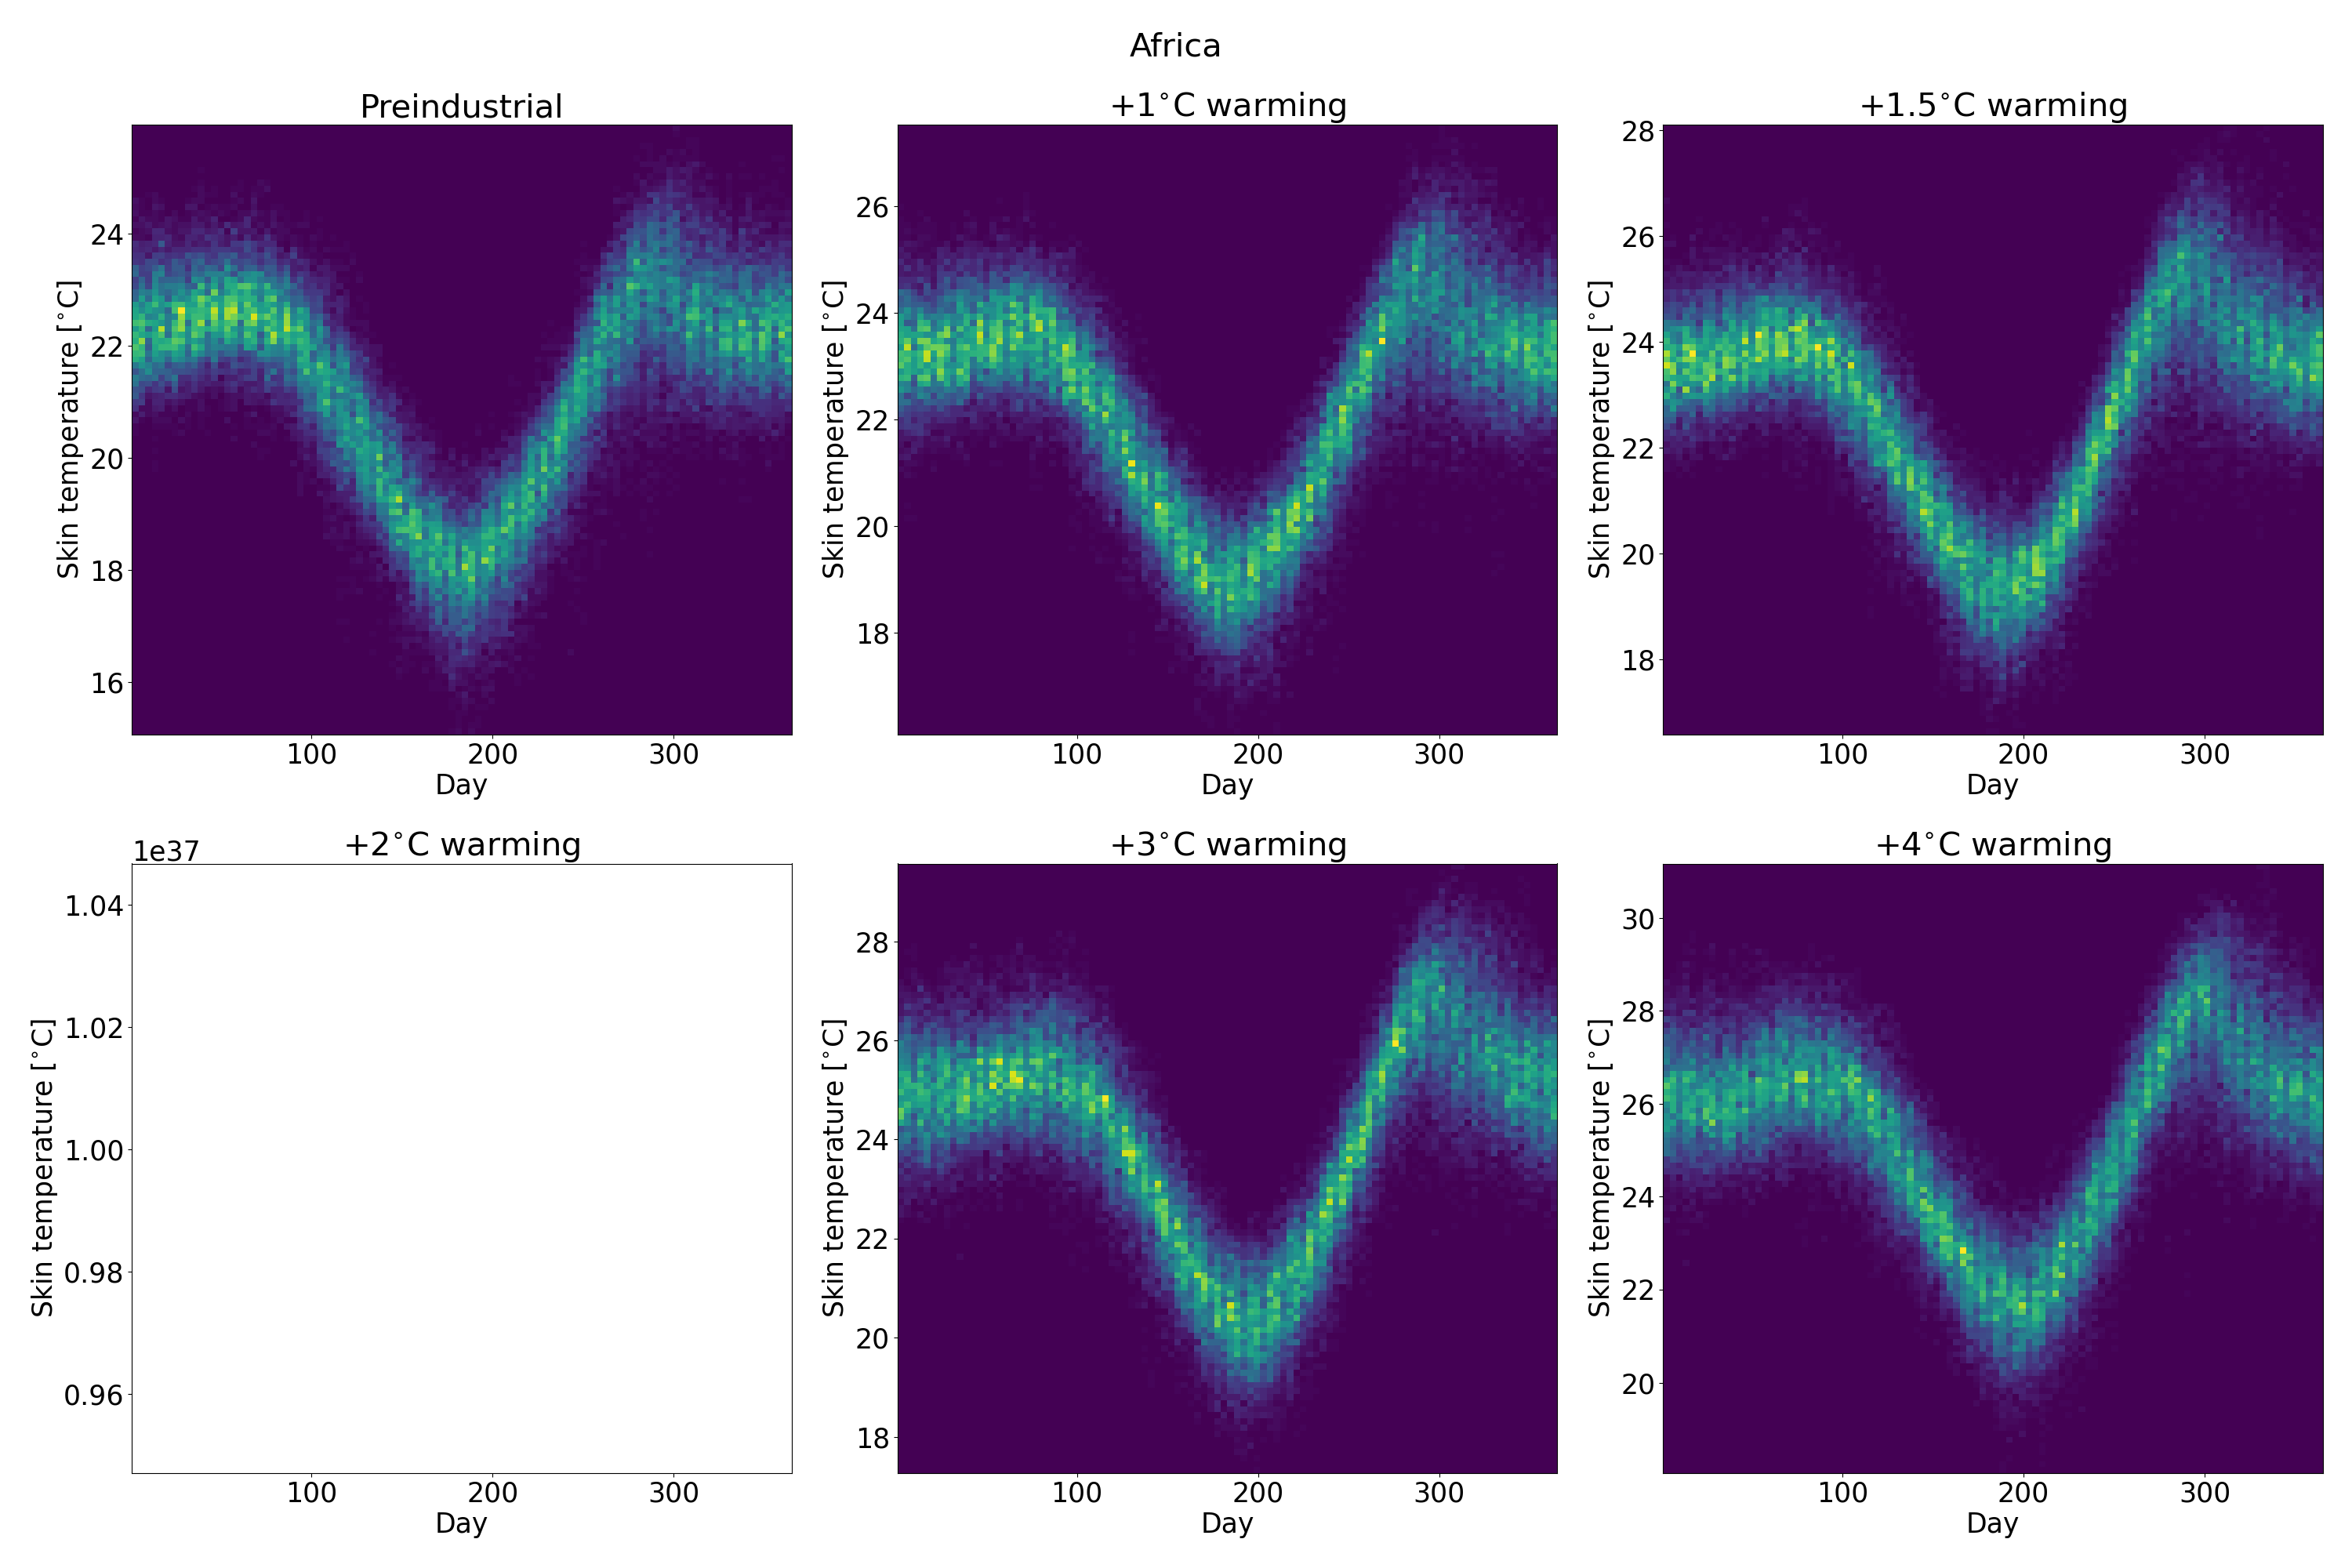 Africa
Preindustrial
Skin temperature [°C]
24
22
20
18
16
100 200 300
Day
+1°C warming
Skin temperature [°C]
26
24
22
20
18
100 200 300
Day
+1.5°C warming
Skin temperature [°C]
28
26
24
22
20
18
100 200 300
Day
+2°C warming
1e37
Skin temperature [°C]
1.04
1.02
1.00
0.98
0.96
100 200 300
Day
+3°C warming
Skin temperature [°C]
28
26
24
22
20
18
100 200 300
Day
+4°C warming
Skin temperature [°C]
30
28
26
24
22
20
100 200 300
Day